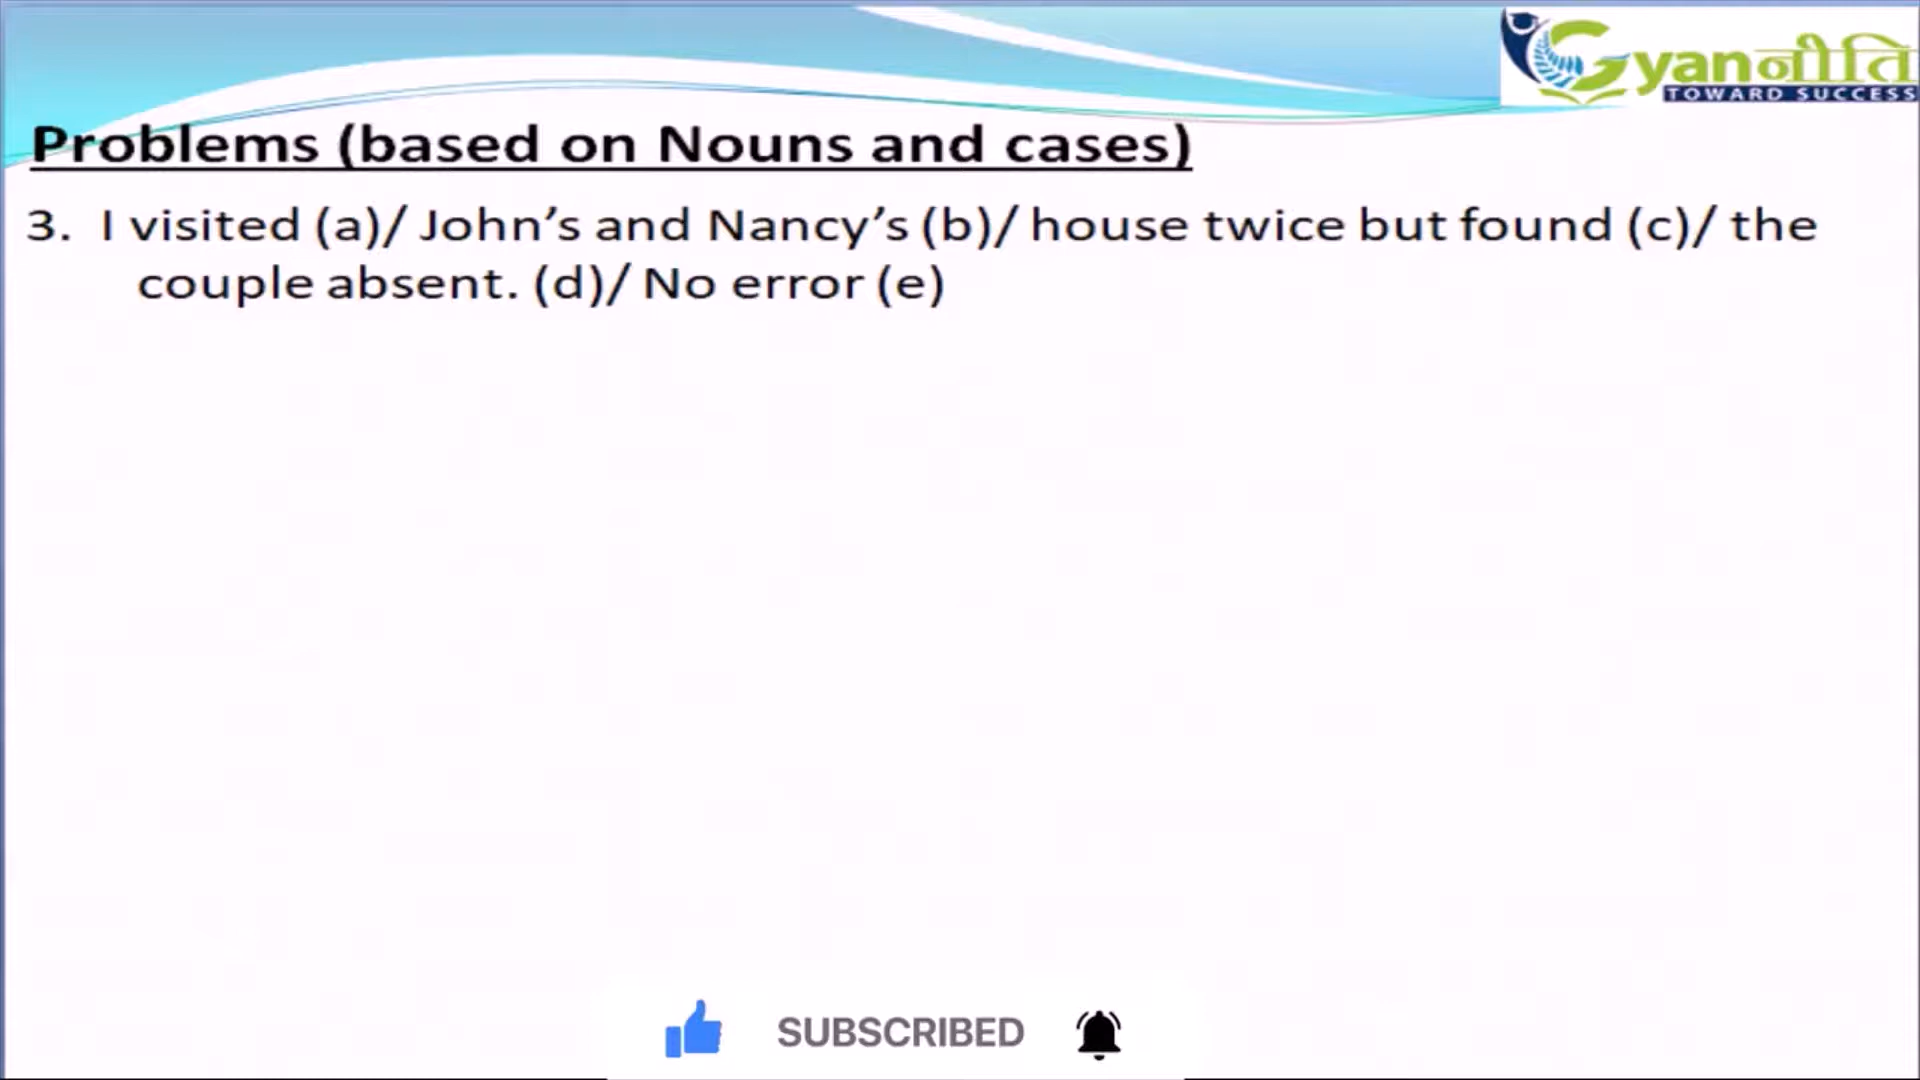 Gyanनीति
TOWARD SUCCESS
Problems (based on Nouns and cases)
3. I visited (a)/ John’s and Nancy’s (b)/ house twice but found (c)/ the
couple absent. (d)/ No error (e)
SUBSCRIBED